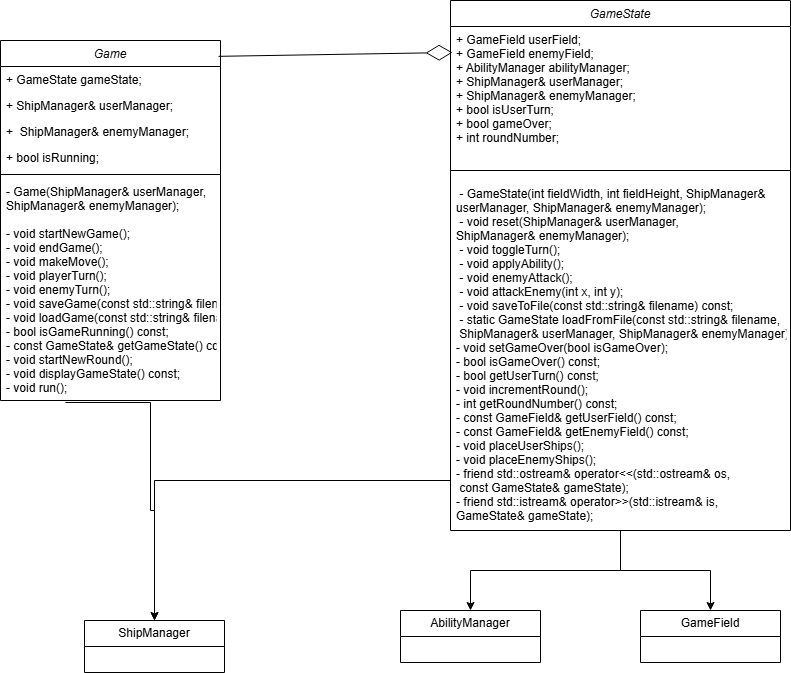 Game
+ GameState gameState;
+ ShipManager& userManager;
+ ShipManager& enemyManager;
+ bool isRunning;
- Game(ShipManager& userManager,
ShipManager& enemyManager);
- void startNewGame();
- void endGame();
- void makeMove();
- void playerTurn();
- void enemyTurn();
- void saveGame(const std::string& filen
- void loadGame(const std::string& filen
- bool isGameRunning() const;
- const GameState& getGameState() co
- void startNewRound();
- void displayGameState() const;
- void run();
GameState
+ GameField userField;
+ GameField enemyField;
+ AbilityManager abilityManager;
+ ShipManager& userManager;
+ ShipManager& enemyManager;
+ bool isUserTurn;
+ bool gameOver;
+ int roundNumber;
- GameState(int fieldWidth, int fieldHeight, ShipManager&
userManager, ShipManager& enemyManager);
- void reset(ShipManager& userManager,
ShipManager& enemyManager);
- void toggleTurn();
- void applyAbility();
- void enemyAttack();
- void attackEnemy(int x, int y);
- void saveToFile(const std::string& filename) const;
- static GameState loadFromFile(const std::string& filename,
ShipManager& userManager, ShipManager& enemyManager)
- void setGameOver(bool isGameOver);
- bool isGameOver() const;
- bool getUserTurn() const;
- void incrementRound();
- int getRoundNumber() const;
- const GameField& getUserField() const;
- const GameField& getEnemyField() const;
- void placeUserShips();
- void placeEnemyShips();
- friend std::ostream& operator<<(std::ostream& os,
const GameState& gameState);
- friend std::istream& operator>>(std::istream& is,
GameState& gameState);
ShipManager
AbilityManager
GameField